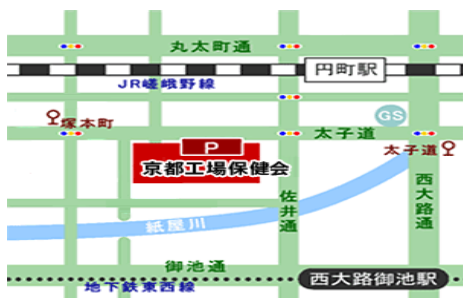 丸太町通
円町駅
JR嵯峨野線
GS
塚本町
太子道
P
太子道
京都工場保健会
佐井通
西大路通
紙屋川
御池通
西大路御池駅
地下鉄東西線